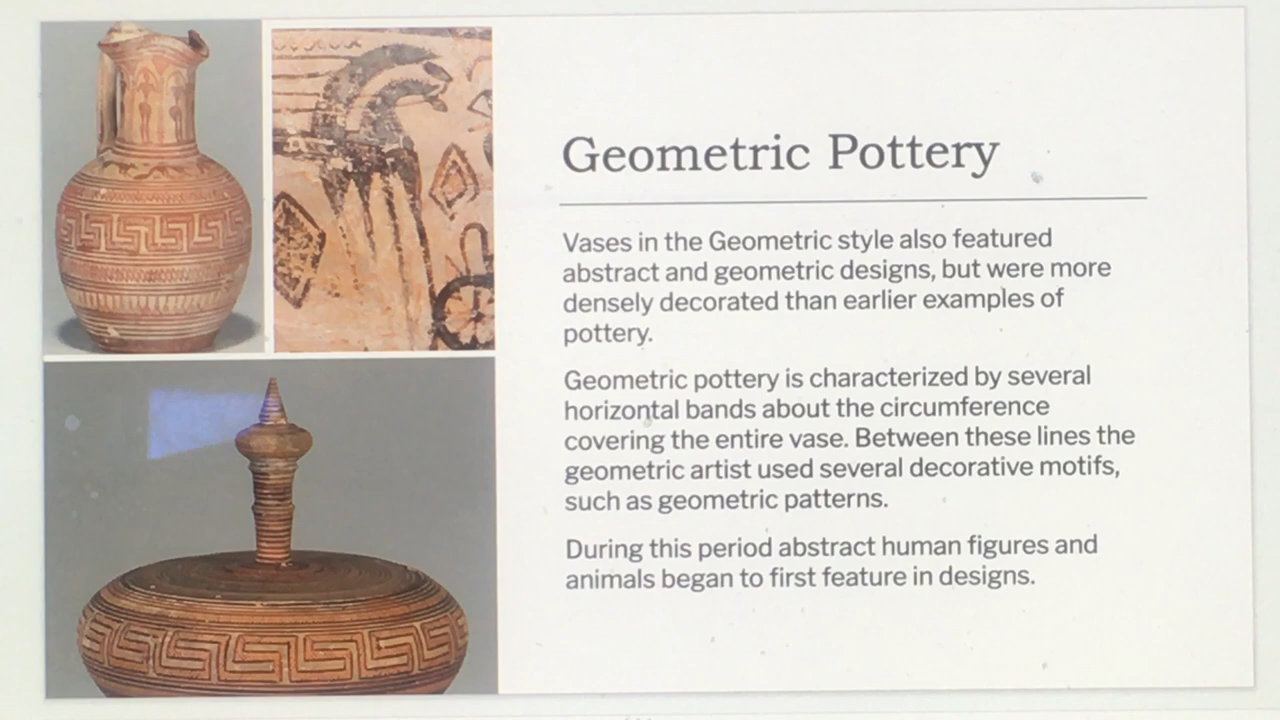 Geometric Pottery
Vases in the Geometric style also featured
abstract and geometric designs, but were more
densely decorated than earlier examples of
pottery.
Geometric pottery is characterized by several
horizontal bands about the circumference
covering the entire vase. Between these lines the
geometric artist used several decorative motifs,
such as geometric patterns.
During this period abstract human figures and
animals began to first feature in designs.